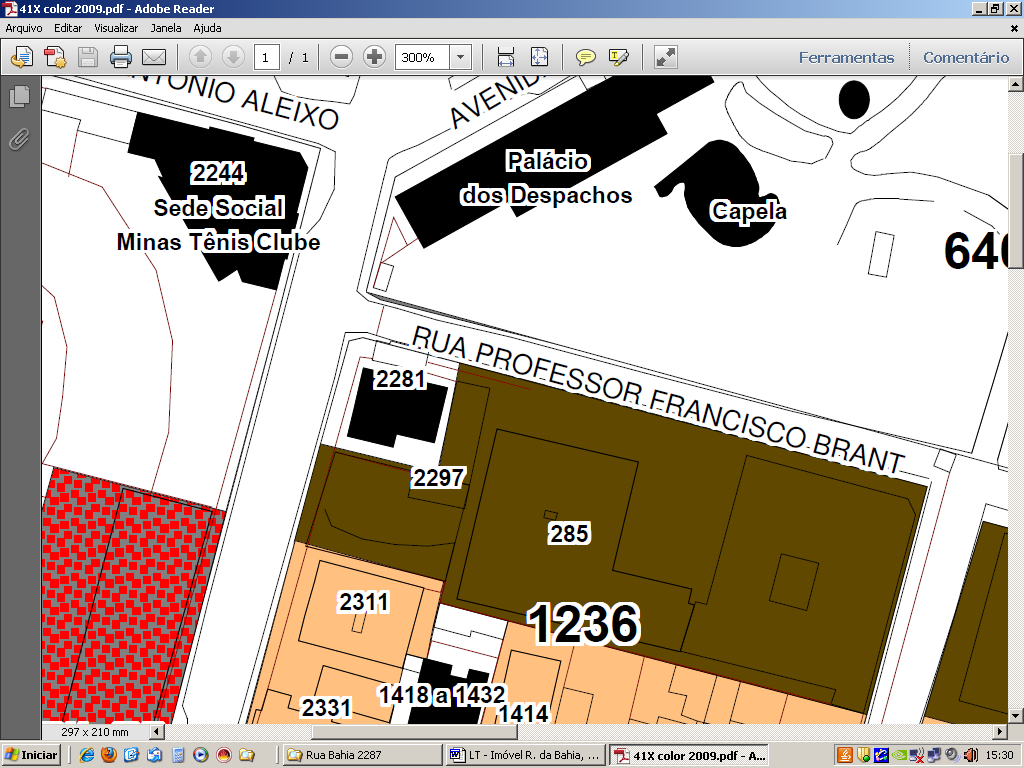 41X color 2009.pdf - Adobe Reader
Arquivo Editar Visualizar Janela Ajuda
1 / 1 300% Ferramentas Comentário
NTÔNIO ALEIXO
AVENID
2244
Sede Social
Minas Tênis Clube
Palácio
dos Despachos
Capela
640
RUA PROFESSOR FRANCISCO BRANT
2281
2297
285
2311
1236
2331
1418 a 1432
1414
297 x 210 mm
Iniciar Rua Bahia 2287 LT - Imóvel R. da Bahia, ... 41X color 2009.pdf - A... 15:30